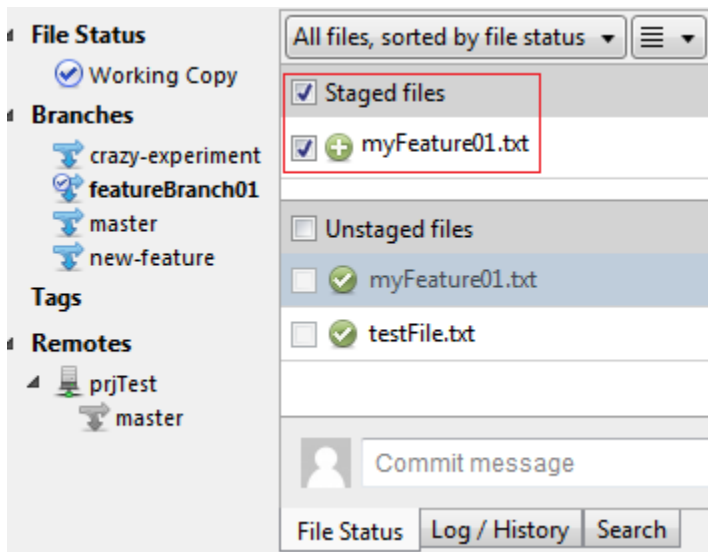 File Status
Working Copy
Branches
crazy-experiment
featureBranch01
master
new-feature
Tags
Remotes
prjTest
master
All files, sorted by file status
Staged files
myFeature01.txt
Unstaged files
myFeature01.txt
testFile.txt
Commit message
File Status
Log / History
Search